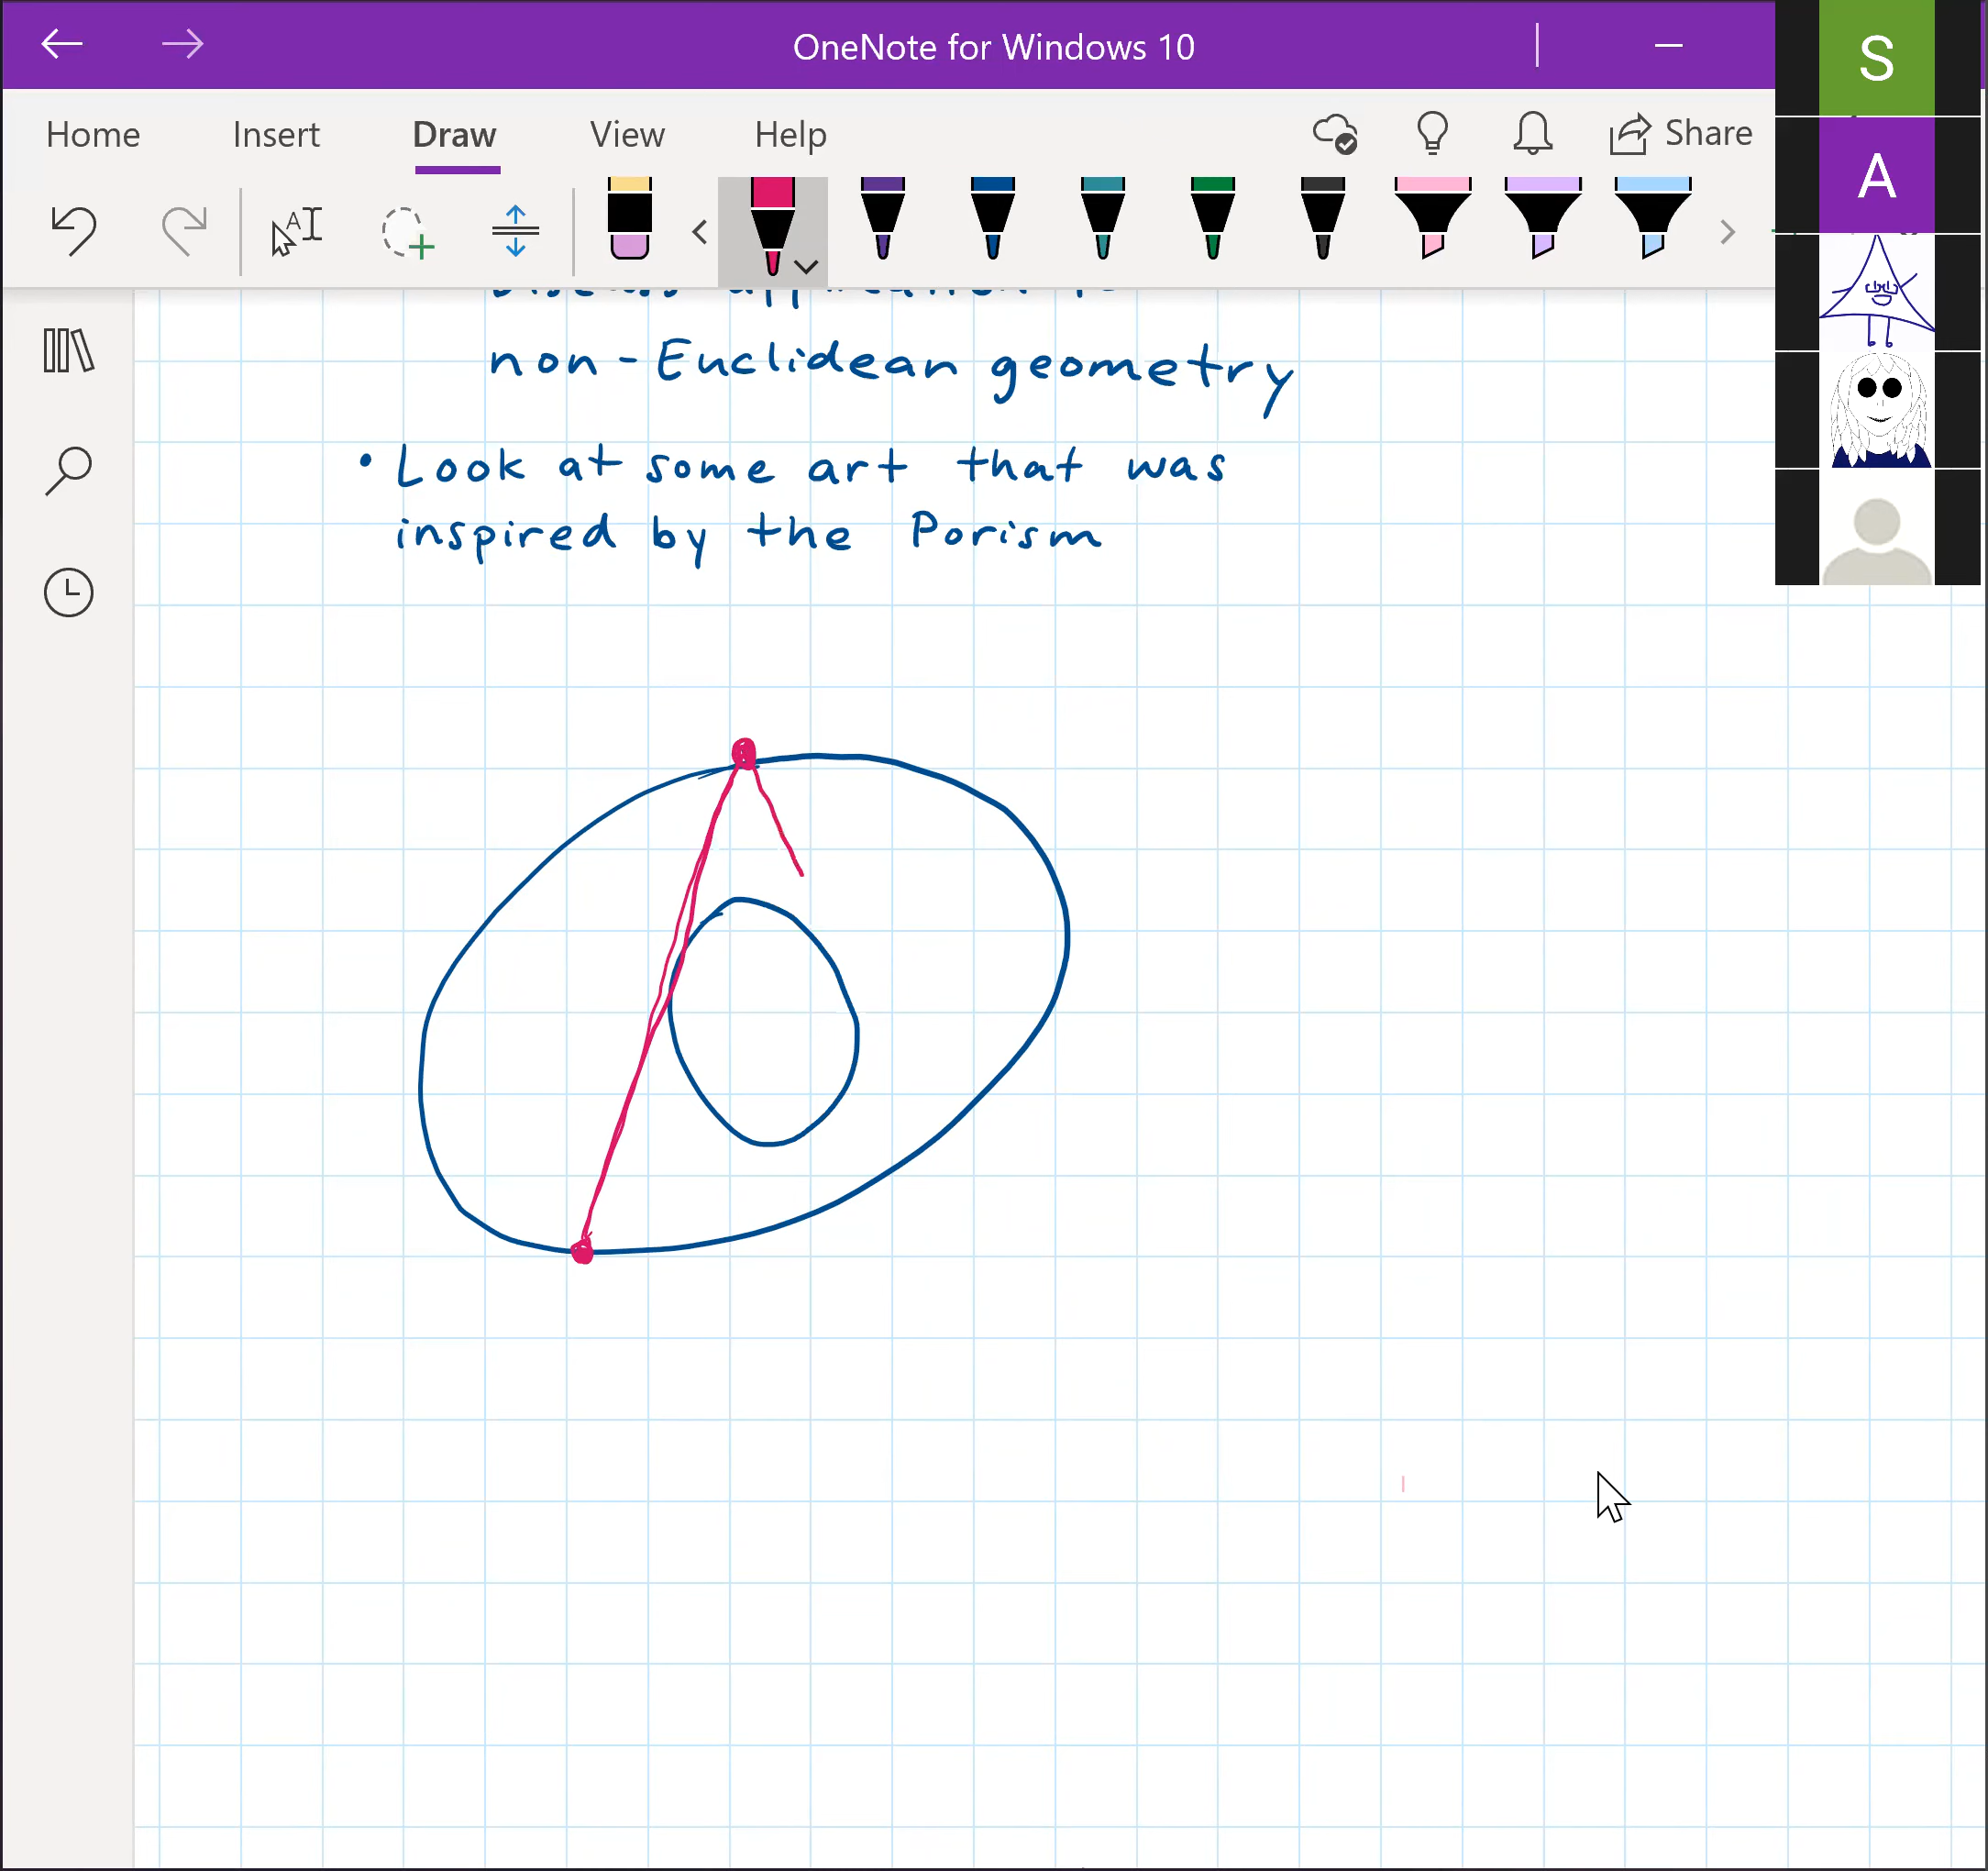 OneNote for Windows 10
S
Home Insert Draw View Help Share
A
non-Euclidean geometry
• Look at some art that was
inspired by the Porism